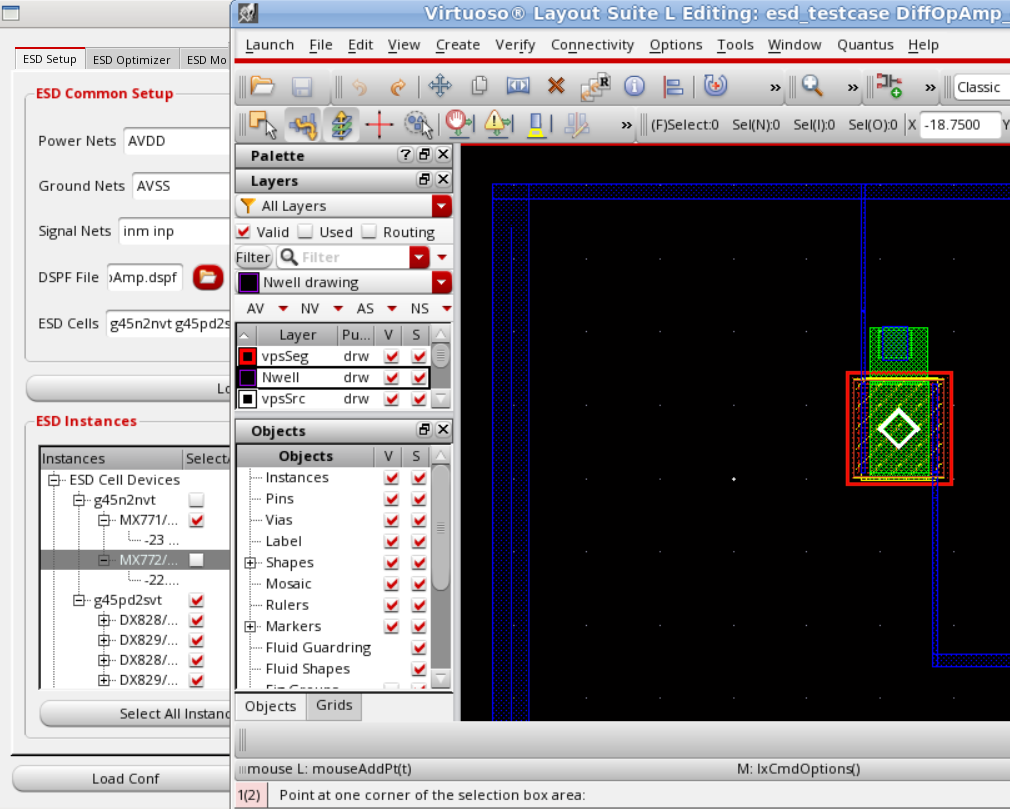 Virtuoso® Layout Suite L Editing: esd_testcase DiffOpAmp_
ESD Setup
ESD Optimizer
ESD Mo
ESD Common Setup
Power Nets AVDD
Ground Nets AVSS
Signal Nets inm inp
DSPF File Amp.dspf
ESD Cells g45n2nvt g45pd2s
ESD Instances
Instances Select
ESD Cell Devices
g45n2nvt
MX771/...
-23 ...
MX772/...
-22....
g45pd2svt
DX828/...
DX829/...
DX828/...
DX829/...
Select All Instanc
Load Conf
Launch File Edit View Create Verify Connectivity Options Tools Window Quantus Help
» » » Classic
» (F)Select:0 Sel(N):0 Sel(I):0 Sel(O):0 X -18.7500 Y
Palette
Layers
All Layers
Valid Used Routing
Filter Filter
Nwell drawing
AV NV AS NS
Layer Pu... V S
vpsSeg drw
Nwell drw
vpsSrc drw
Objects
Objects V S
Instances
Pins
Vias
Label
Shapes
Mosaic
Rulers
Markers
Fluid Guardring
Fluid Shapes
Objects Grids
mouse L: mouseAddPt(t) M: lxCmdOptions()
1(2) Point at one corner of the selection box area: